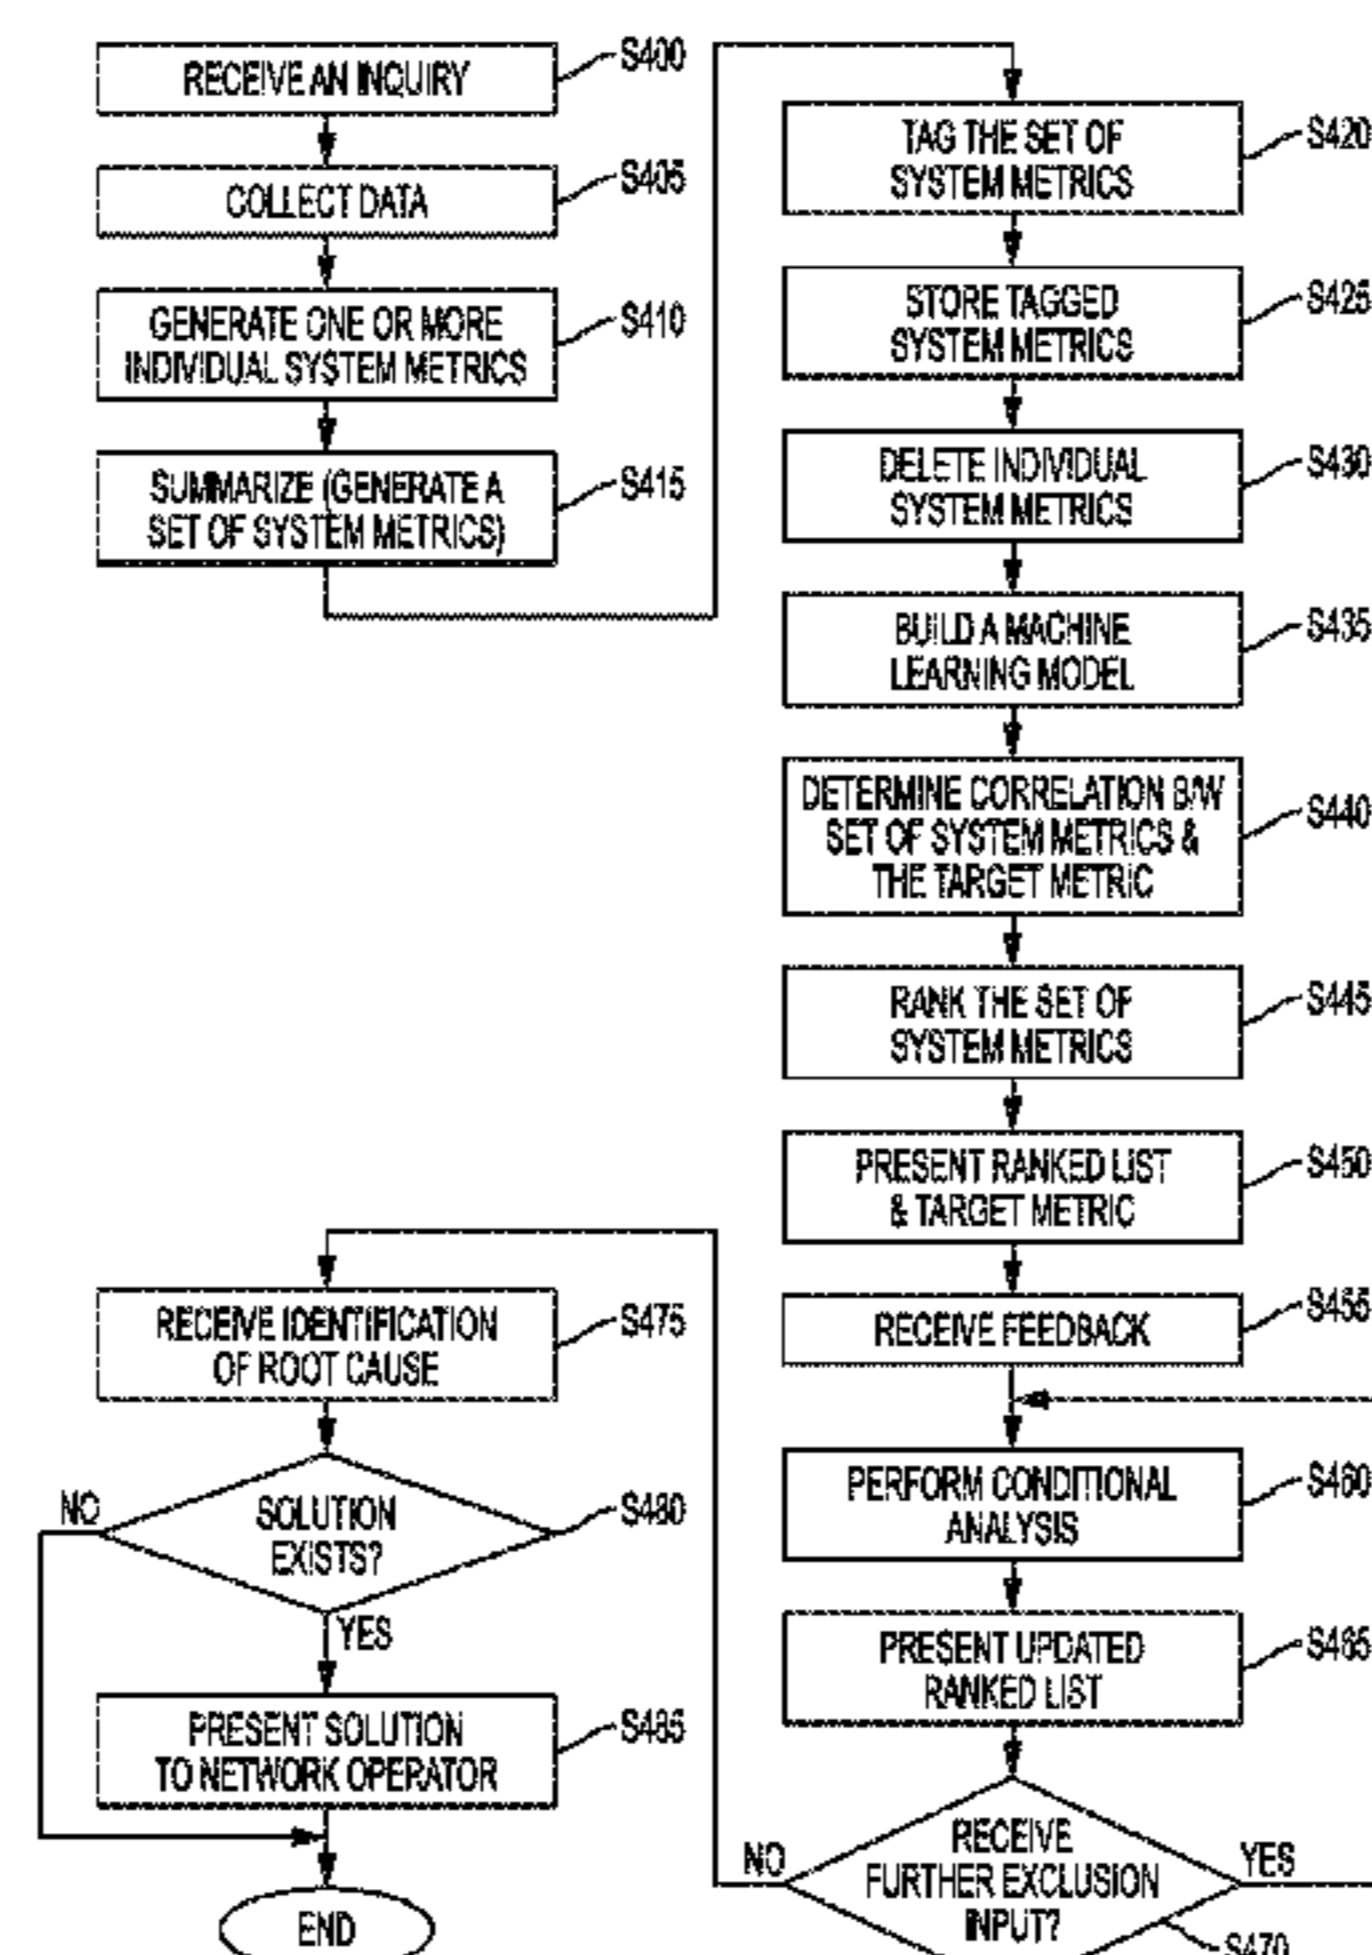 RECEIVE AN INQUIRY
S400
COLLECT DATA
S405
GENERATE ONE OR MORE
INDIVIDUAL SYSTEM METRICS
S410
SUMMARIZE (GENERATE A
SET OF SYSTEM METRICS)
S415
TAG THE SET OF
SYSTEM METRICS
S420
STORE TAGGED
SYSTEM METRICS
S425
DELETE INDIVIDUAL
SYSTEM METRICS
S430
BUILD A MACHINE
LEARNING MODEL
S435
DETERMINE CORRELATION B/W
SET OF SYSTEM METRICS &
THE TARGET METRIC
S440
RANK THE SET OF
SYSTEM METRICS
S445
PRESENT RANKED LIST
& TARGET METRIC
S450
RECEIVE FEEDBACK
S455
PERFORM CONDITIONAL
ANALYSIS
S460
PRESENT UPDATED
RANKED LIST
S465
RECEIVE
FURTHER EXCLUSION
INPUT?
NO
YES
S470
RECEIVE IDENTIFICATION
OF ROOT CAUSE
S475
SOLUTION
EXISTS?
S480
NO
YES
PRESENT SOLUTION
TO NETWORK OPERATOR
S485
END